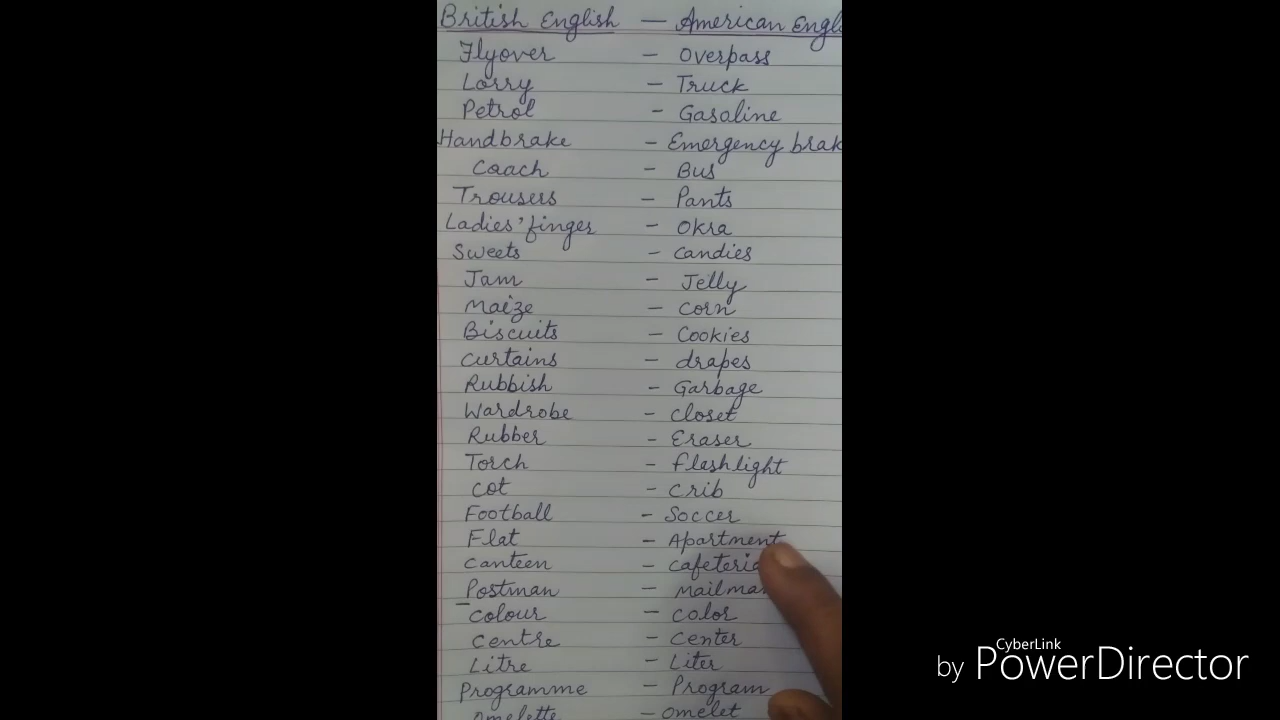 British English — American Engl
Flyover — Overpass
Lorry — Truck
Petrol - Gasoline
Handbrake - Emergency brak
Coach - Bus
Trousers - Pants
Ladies' finger - Okra
Sweets - candies
Jam - Jelly
Maize - Corn
Biscuits - Cookies
curtains - drapes
Rubbish - Garbage
Wardrobe - closet
Rubber - Eraser
Torch - flashlight
cot - crib
Football - Soccer
Flat - Apartment
canteen - cafeteria
Postman - mailman
colour - color
centre - center
Litre - Liter
Programme - Program
omelette - omelet
CyberLink
by PowerDirector